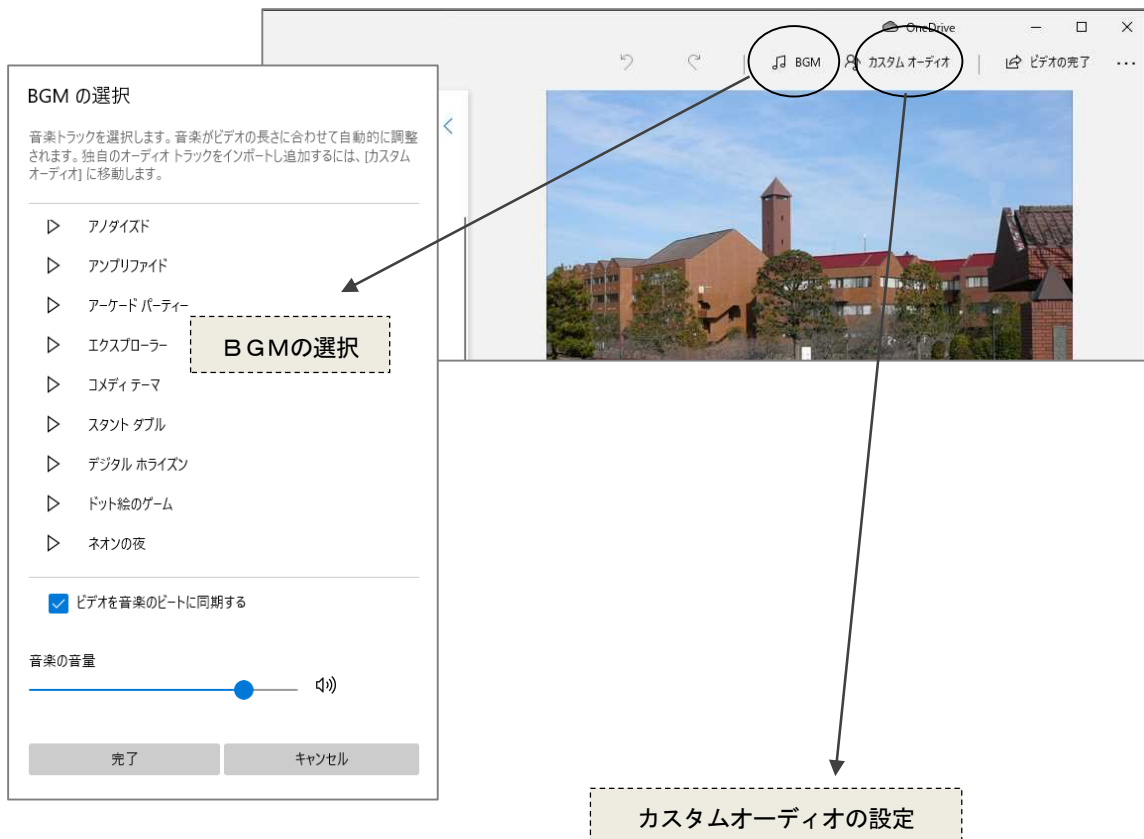 OneDrive
BGM
カスタム オーディオ
ビデオの完了
BGM の選択
音楽トラックを選択します。音楽がビデオの長さに合わせて自動的に調整
されます。独自のオーディオ トラックをインポートし追加するには、[カスタム
オーディオ] に移動します。
アノダイズド
アンプリファイド
アーケード パーティー
エクスプローラー
ＢＧＭの選択
コメディ テーマ
スタント ダブル
デジタル ホライズン
ドット絵のゲーム
ネオンの夜
ビデオを音楽のビートに同期する
音楽の音量
完了
キャンセル
カスタムオーディオの設定